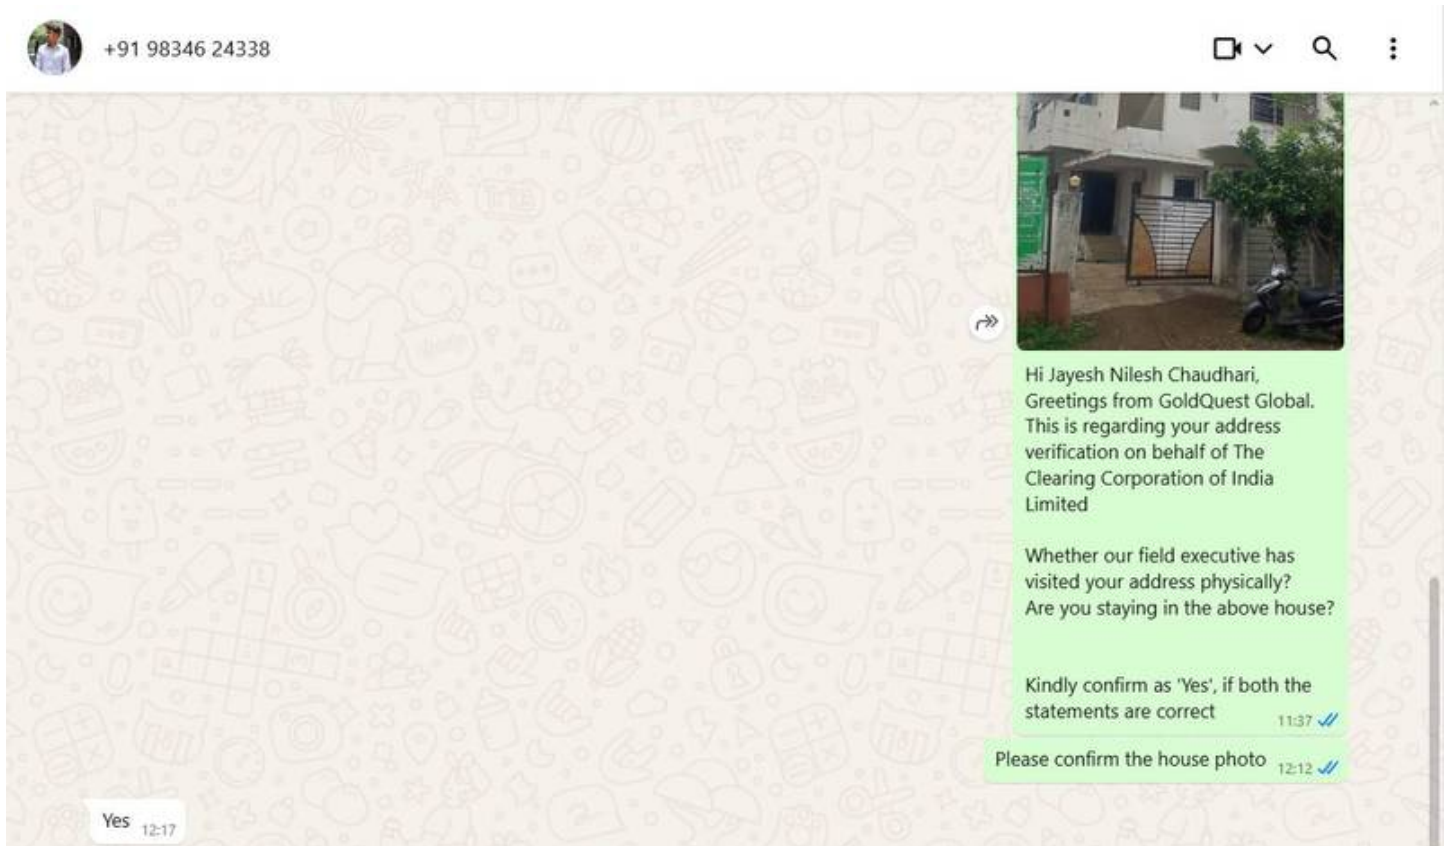 +91 98346 24338
Hi Jayesh Nilesh Chaudhari,
Greetings from GoldQuest Global.
This is regarding your address
verification on behalf of The
Clearing Corporation of India
Limited
Whether our field executive has
visited your address physically?
Are you staying in the above house?
Kindly confirm as 'Yes', if both the
statements are correct
11:37
Please confirm the house photo
12:12
Yes
12:17